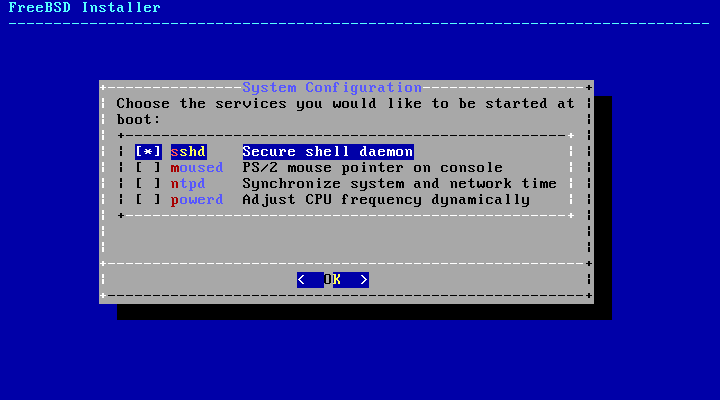 FreeBSD Installer
System Configuration
Choose the services you would like to be started at
boot:
[*] sshd Secure shell daemon
[ ] moused PS/2 mouse pointer on console
[ ] ntpd Synchronize system and network time
[ ] powerd Adjust CPU frequency dynamically
< OK >